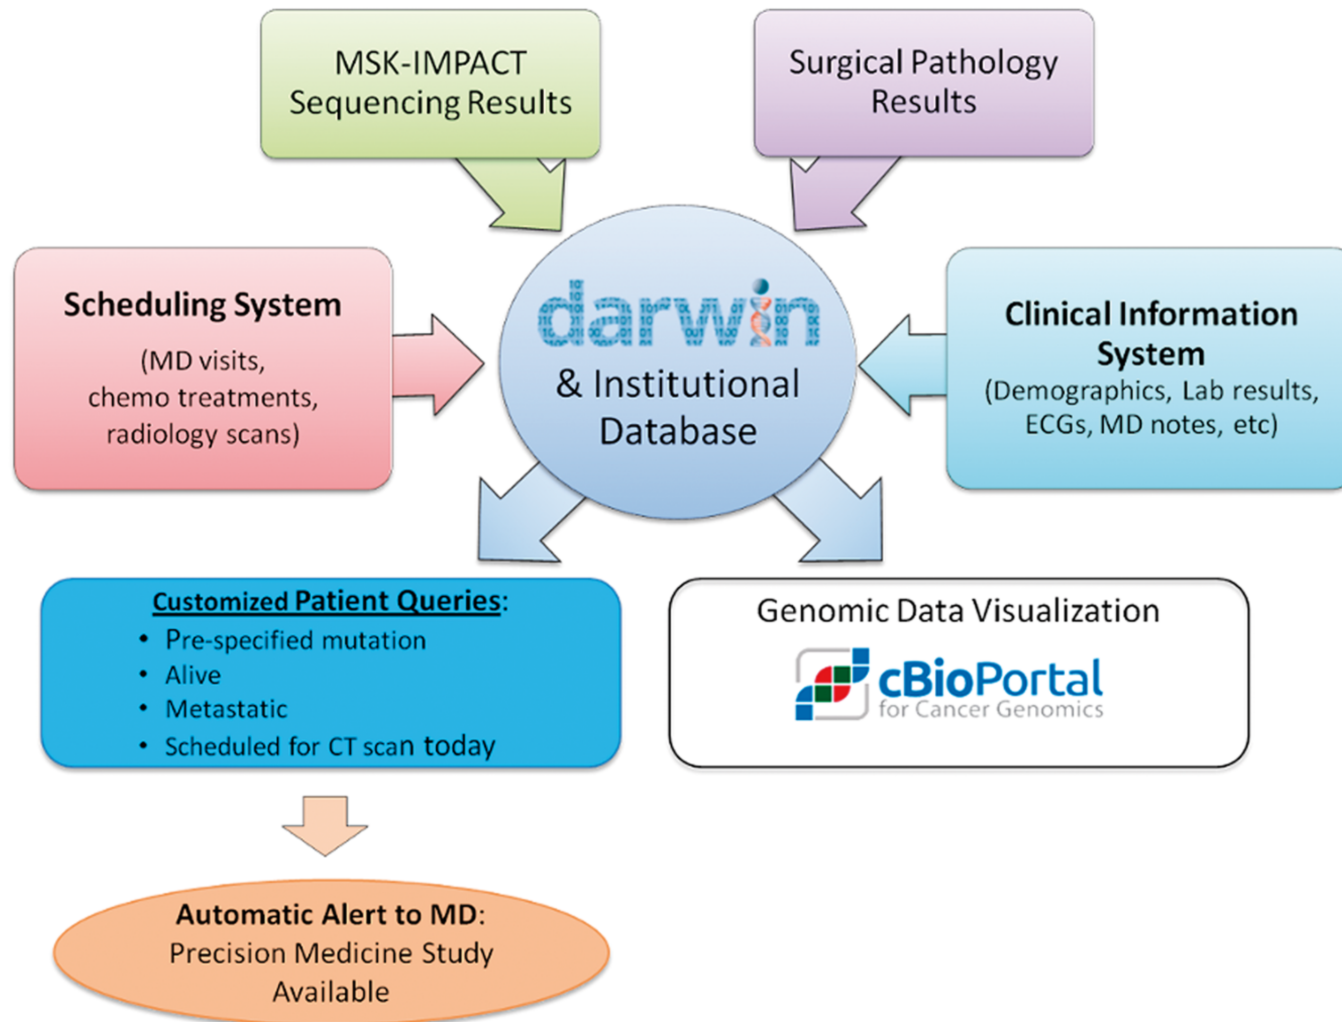 MSK-IMPACT
Sequencing Results
Surgical Pathology
Results
Scheduling System
(MD visits,
chemo treatments,
radiology scans)
darwin
& Institutional
Database
Clinical Information
System
(Demographics, Lab results,
ECGs, MD notes, etc)
Customized Patient Queries:
• Pre-specified mutation
• Alive
• Metastatic
• Scheduled for CT scan today
Genomic Data Visualization
cBioPortal
for Cancer Genomics
Automatic Alert to MD:
Precision Medicine Study
Available